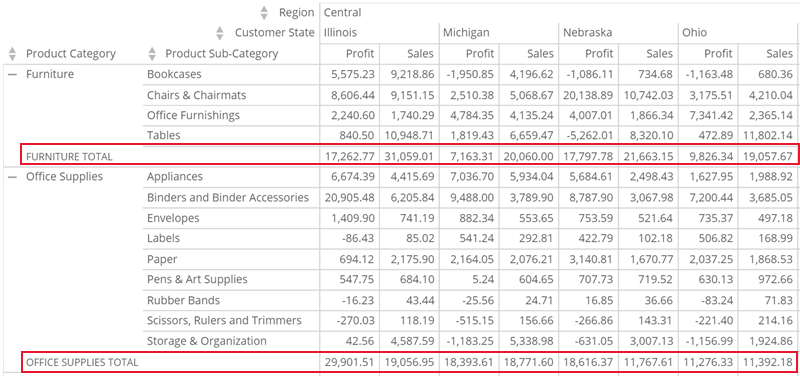 Region Central
Customer State Illinois Michigan Nebraska Ohio
Product Category Product Sub-Category Profit Sales Profit Sales Profit Sales Profit Sales
Furniture Bookcases 5,575.23 9,218.86 -1,950.85 4,196.62 -1,086.11 734.68 -1,163.48 680.36
Chairs & Chairmats 8,606.44 9,151.15 2,510.38 5,068.67 20,138.89 10,742.03 3,175.51 4,210.04
Office Furnishings 2,240.60 1,740.29 4,784.35 4,135.24 4,007.01 1,866.34 7,341.42 2,365.14
Tables 840.50 10,948.71 1,819.43 6,659.47 -5,262.01 8,320.10 472.89 11,802.14
FURNITURE TOTAL 17,262.77 31,059.01 7,163.31 20,060.00 17,797.78 21,663.15 9,826.34 19,057.67
Office Supplies Appliances 6,674.39 4,415.69 7,036.70 5,934.04 5,684.61 2,498.43 1,627.95 1,988.92
Binders and Binder Accessories 20,905.48 6,205.84 9,488.00 3,789.90 8,787.90 3,067.98 7,200.44 3,685.05
Envelopes 1,409.90 741.19 882.34 553.65 753.59 521.64 735.37 497.18
Labels -86.43 85.02 541.24 292.81 422.79 102.18 506.82 168.99
Paper 694.12 2,175.90 2,164.05 2,076.21 3,140.81 1,670.77 2,037.25 1,868.53
Pens & Art Supplies 547.75 684.10 5.24 604.65 707.73 719.52 630.13 972.66
Rubber Bands -16.23 43.44 -25.56 24.71 16.85 36.66 -83.24 71.83
Scissors, Rulers and Trimmers -270.03 118.19 -515.15 156.66 -266.86 143.31 -221.40 214.16
Storage & Organization 42.56 4,587.59 -1,183.25 5,338.98 -631.05 3,007.13 -1,156.99 1,924.86
OFFICE SUPPLIES TOTAL 29,901.51 19,056.95 18,393.61 18,771.60 18,616.37 11,767.61 11,276.33 11,392.18